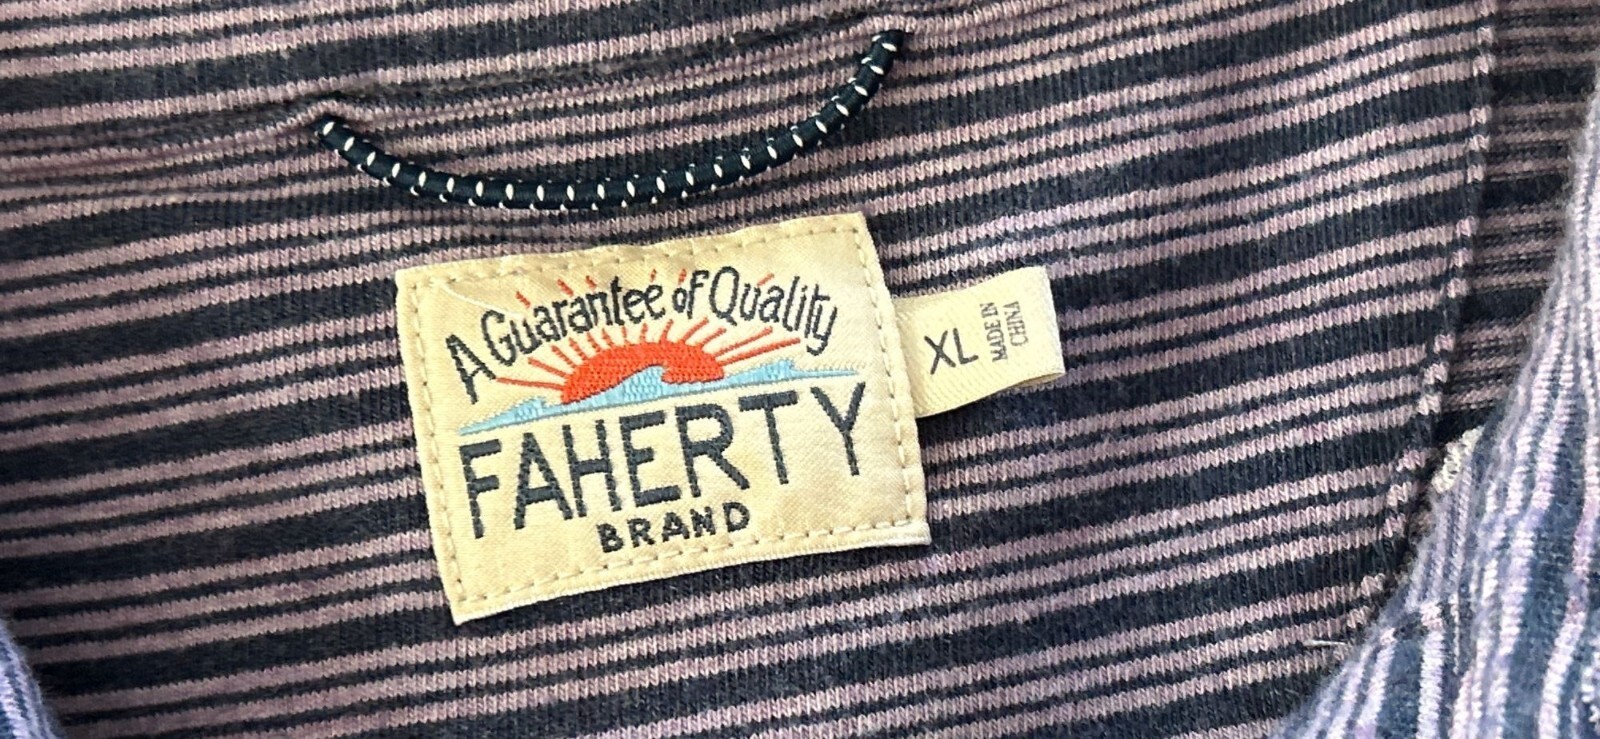 A Guarantee of Quality
FAHERTY
BRAND
XL
MADE IN
CHINA